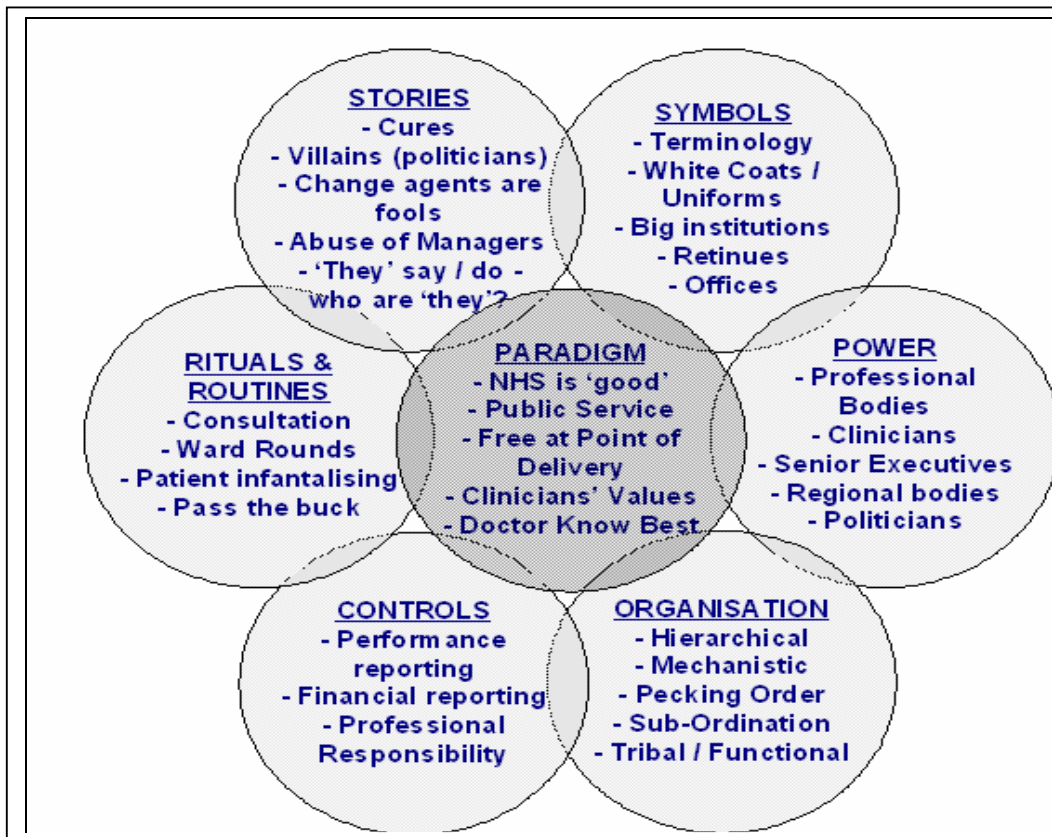 STORIES
- Cures
- Villains (politicians)
- Change agents are
fools
- Abuse of Managers
- ‘They’ say / do -
who are ‘they’?
SYMBOLS
- Terminology
- White Coats /
Uniforms
- Big institutions
- Retinues
- Offices
RITUALS &
ROUTINES
- Consultation
- Ward Rounds
- Patient infantalising
- Pass the buck
PARADIGM
- NHS is ‘good’
- Public Service
- Free at Point of
Delivery
- Clinicians’ Values
- Doctor Know Best
POWER
- Professional
Bodies
- Clinicians
- Senior Executives
- Regional bodies
- Politicians
CONTROLS
- Performance
reporting
- Financial reporting
- Professional
Responsibility
ORGANISATION
- Hierarchical
- Mechanistic
- Pecking Order
- Sub-Ordination
- Tribal / Functional